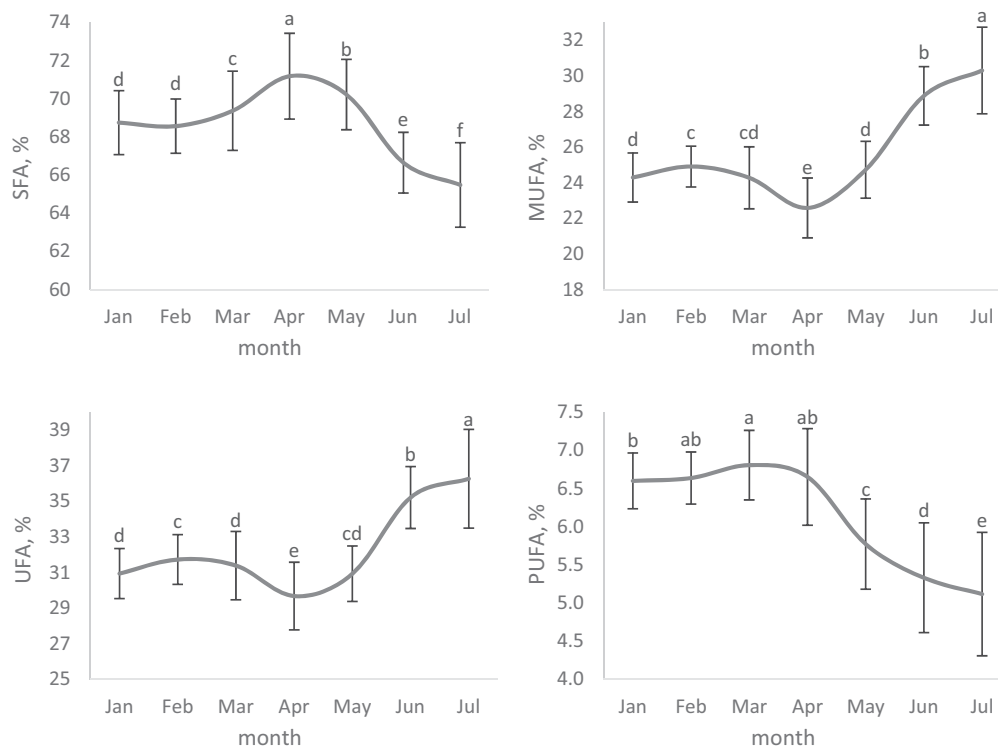 SFA, %
74
72
70
68
66
64
62
60
d
d
c
a
b
e
f
Jan Feb Mar Apr May Jun Jul
month
MUFA, %
32
30
28
26
24
22
20
18
d
c
cd
e
d
b
a
Jan Feb Mar Apr May Jun Jul
month
UFA, %
39
37
35
33
31
29
27
25
d
c
d
e
cd
b
a
Jan Feb Mar Apr May Jun Jul
month
PUFA, %
7.5
7.0
6.5
6.0
5.5
5.0
4.5
4.0
b
ab
a
ab
c
d
e
Jan Feb Mar Apr May Jun Jul
month